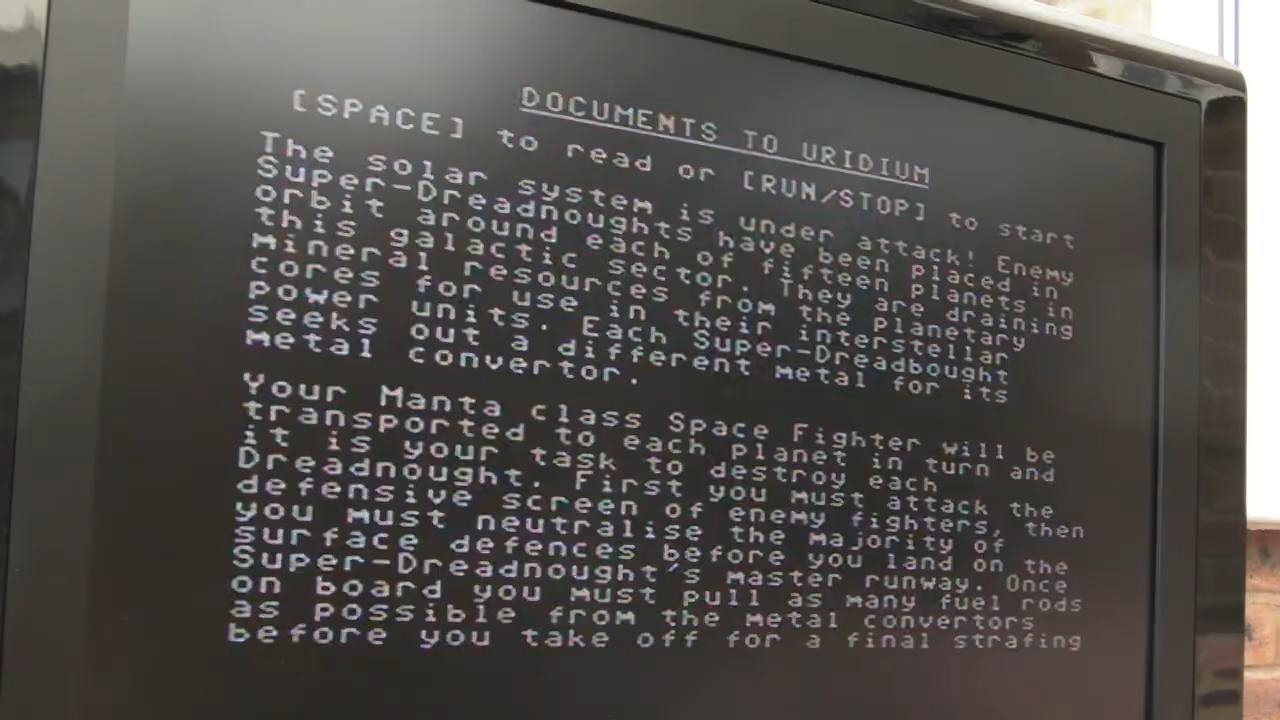 DOCUMENTS TO URIDIUM
[SPACE] to read or [RUN/STOP] to start
The solar system is under attack! Enemy
Super-Dreadnoughts have been placed in
orbit around each of fifteen planets in
this galactic sector. They are draining
mineral resources from the planetary
cores for use in their interstellar
power units. Each Super-Dreadbought
seeks out a different metal for its
metal convertor.
Your Manta class Space Fighter will be
transported to each planet in turn and
it is your task to destroy each
Dreadnought. First you must attack the
defensive screen of enemy fighters, then
you must neutralise the majority of
surface defences before you land on the
Super-Dreadnought's master runway. Once
on board you must pull as many fuel rods
as possible from the metal convertors
before you take off for a final strafing